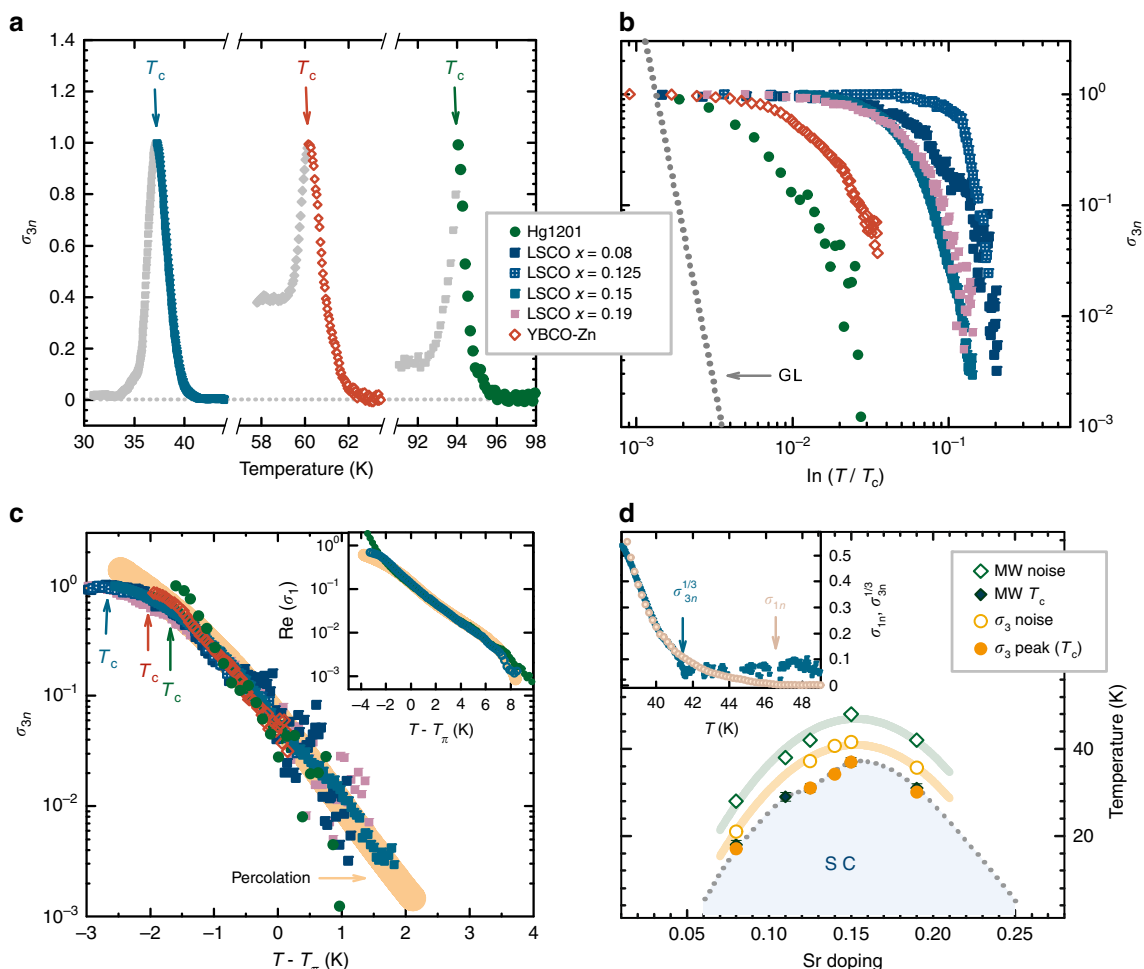 a
1.4
1.2
1.0
0.8
0.6
0.4
0.2
0
σ3n
Tc
Tc
Tc
30
35
40
58
60
62
92
94
96
98
Temperature (K)
Hg1201
LSCO x = 0.08
LSCO x = 0.125
LSCO x = 0.15
LSCO x = 0.19
YBCO-Zn
b
10⁰
10⁻¹
10⁻²
10⁻³
σ3n
GL
10⁻³
10⁻²
10⁻¹
ln (T / Tc)
c
10⁰
10⁻¹
10⁻²
10⁻³
σ3n
Tc
Tc
Tc
Percolation
−3
−2
−1
0
1
2
3
4
T - Tπ (K)
10⁰
10⁻¹
10⁻²
10⁻³
Re (σ1)
−4
−2
0
2
4
6
8
T - Tπ (K)
d
σ3n^1/3
σ1n
0.5
0.4
0.3
0.2
0.1
0
σ1n, σ3n^1/3
40
42
44
46
48
T (K)
MW noise
MW Tc
σ3 noise
σ3 peak (Tc)
40
20
Temperature (K)
SC
0.05
0.10
0.15
0.20
0.25
Sr doping